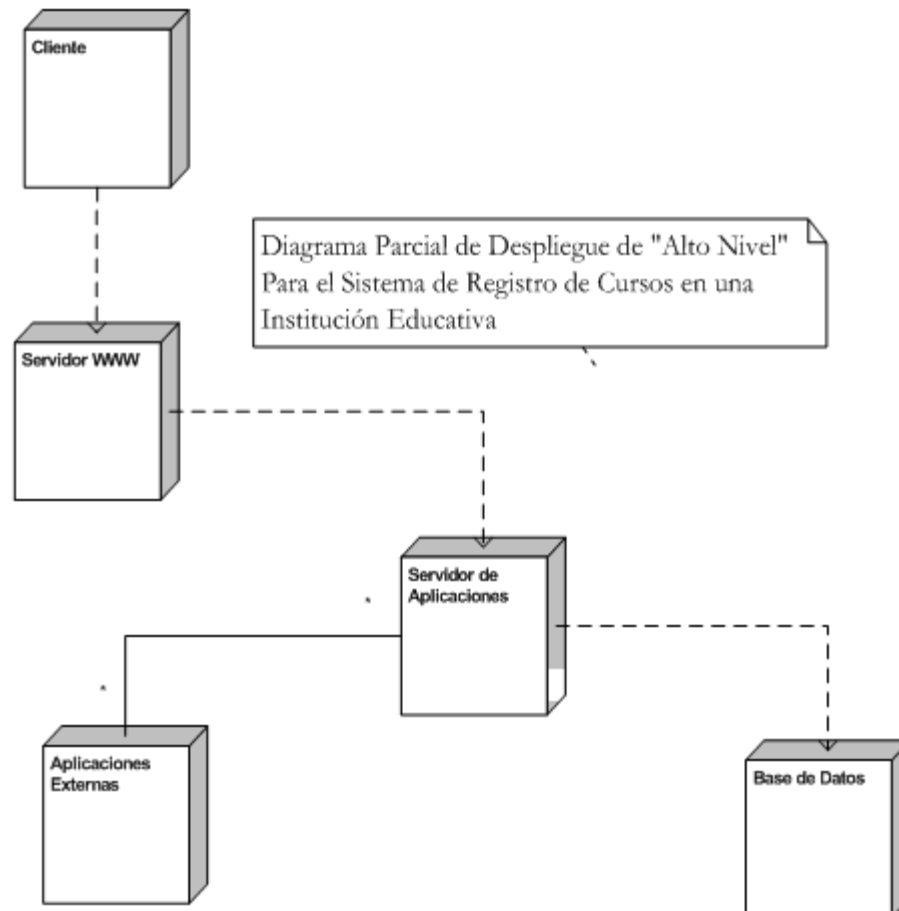 Cliente
Diagrama Parcial de Despliegue de "Alto Nivel"
Para el Sistema de Registro de Cursos en una
Institución Educativa
Servidor WWW
Servidor de
Aplicaciones
*
*
Aplicaciones
Externas
Base de Datos